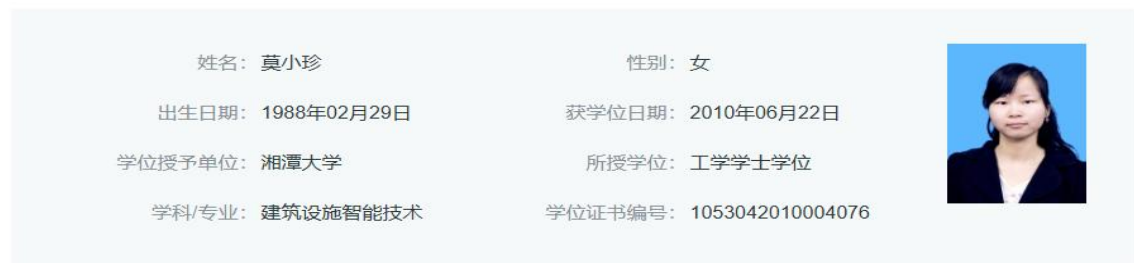 姓名：莫小珍 性别：女
出生日期：1988年02月29日 获学位日期：2010年06月22日
学位授予单位：湘潭大学 所授学位：工学学士学位
学科/专业：建筑设施智能技术 学位证书编号：1053042010004076